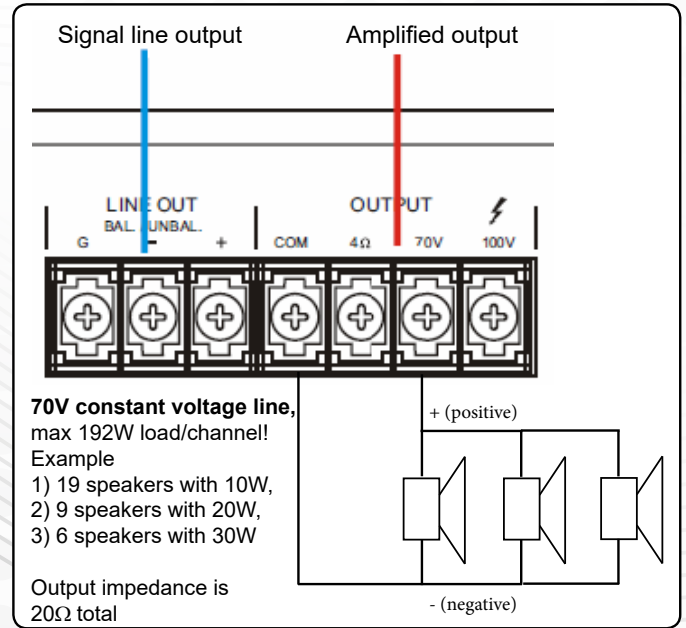 Signal line output
Amplified output
LINE OUT
BAL. /UNBAL.
G - +
OUTPUT
COM 4Ω 70V 100V
70V constant voltage line,
max 192W load/channel!
Example
1) 19 speakers with 10W,
2) 9 speakers with 20W,
3) 6 speakers with 30W
Output impedance is
20Ω total
+ (positive)
- (negative)